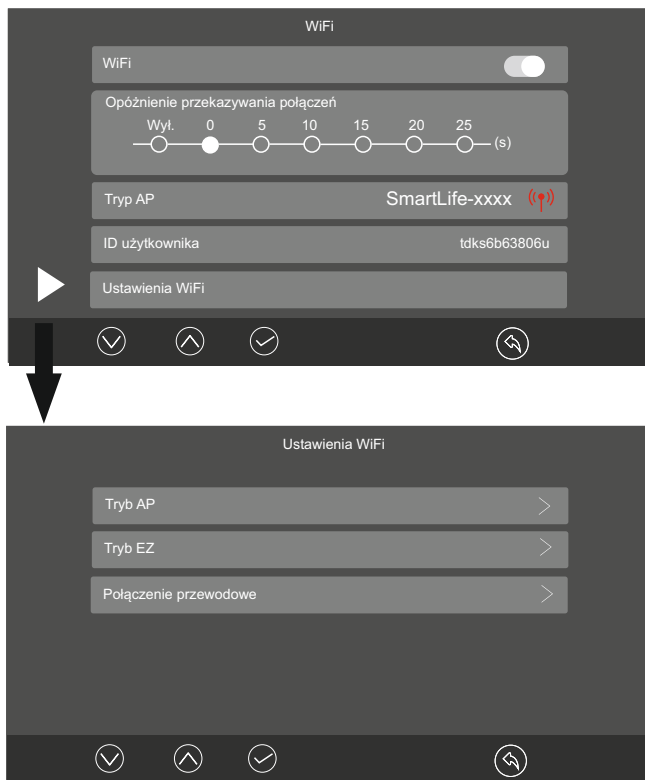 WiFi
WiFi
Opóźnienie przekazywania połączeń
Wył. 0 5 10 15 20 25
(s)
Tryp AP SmartLife-xxxx
ID użytkownika tdks6b63806u
Ustawienia WiFi
Ustawienia WiFi
Tryb AP
Tryb EZ
Połączenie przewodowe